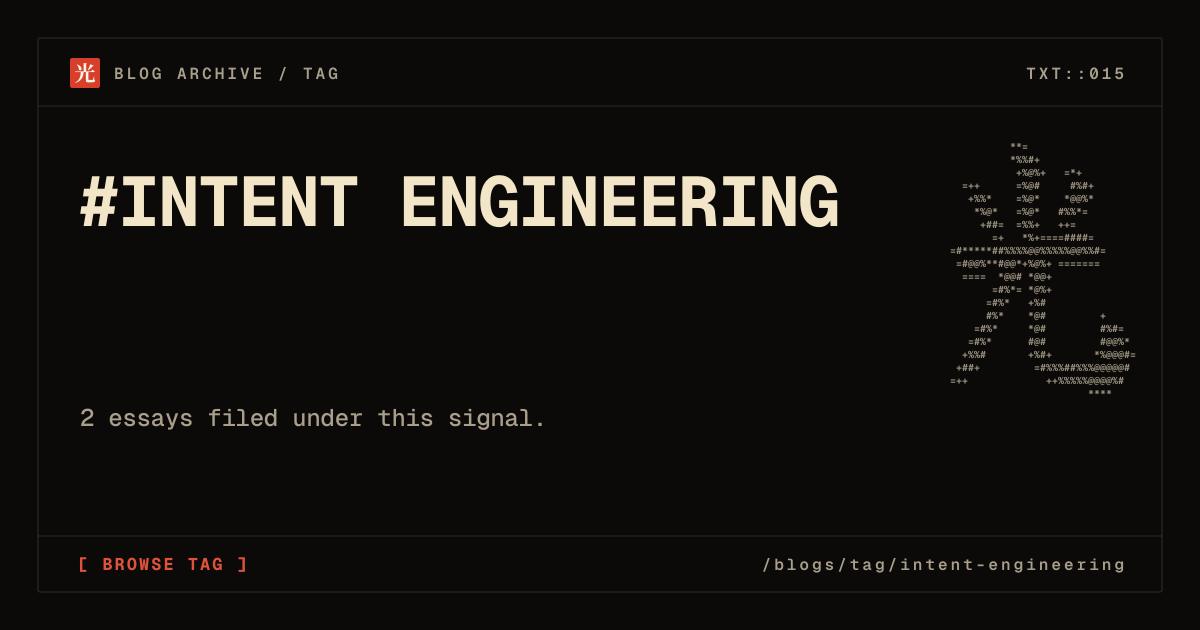 光 BLOG ARCHIVE / TAG
TXT::015
#INTENT ENGINEERING
2 essays filed under this signal.
[ BROWSE TAG ]
/blogs/tag/intent-engineering